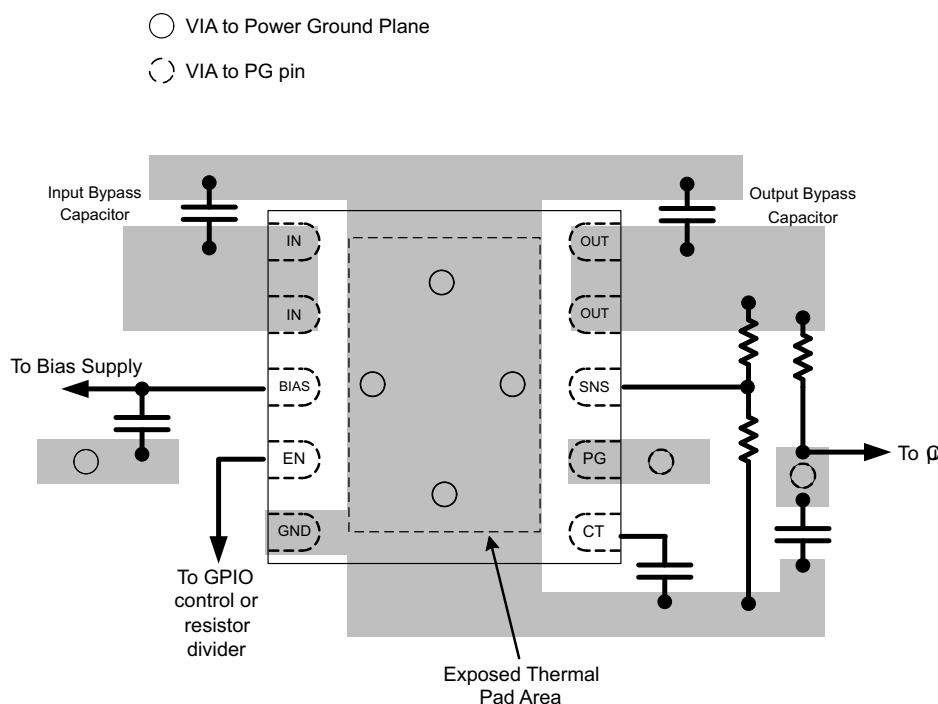 VIA to Power Ground Plane
VIA to PG pin
Input Bypass
Capacitor
Output Bypass
Capacitor
IN
OUT
IN
OUT
To Bias Supply
BIAS
SNS
EN
PG
To
GND
CT
To GPIO
control or
resistor
divider
Exposed Thermal
Pad Area